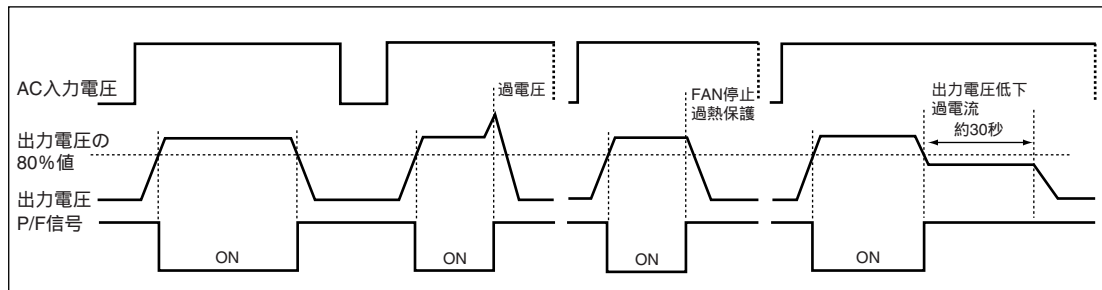 AC入力電圧
過電圧
FAN停止
過熱保護
出力電圧低下
過電流
約30秒
出力電圧の
80%値
出力電圧
P/F信号
ON
ON
ON
ON